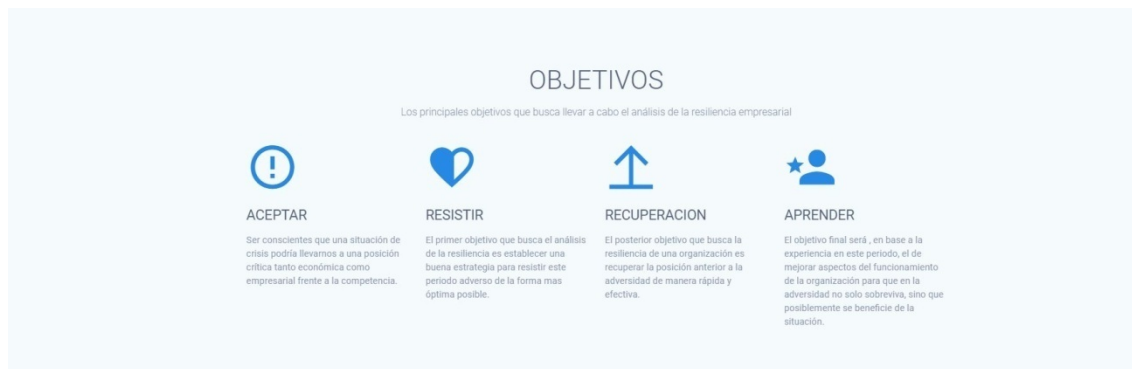 OBJETIVOS
Los principales objetivos que busca llevar a cabo el análisis de la resiliencia empresarial
ACEPTAR
Ser conscientes que una situación de
crisis podría llevarnos a una posición
crítica tanto económica como
empresarial frente a la competencia.
RESISTIR
El primer objetivo que busca el análisis
de la resiliencia es establecer una
buena estrategia para resistir este
periodo adverso de la forma mas
óptima posible.
RECUPERACION
El posterior objetivo que busca la
resiliencia de una organización es
recuperar la posición anterior a la
adversidad de manera rápida y
efectiva.
APRENDER
El objetivo final será , en base a la
experiencia en este periodo, el de
mejorar aspectos del funcionamiento
de la organización para que en la
adversidad no solo sobreviva, sino que
posiblemente se beneficie de la
situación.